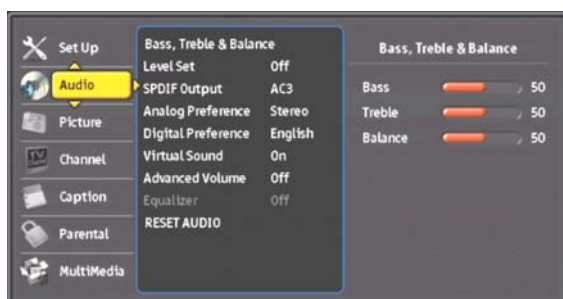 Set Up
Audio
Picture
Channel
Caption
Parental
MultiMedia
Bass, Treble & Balance
Level Set Off
SPDIF Output AC3
Analog Preference Stereo
Digital Preference English
Virtual Sound On
Advanced Volume Off
Equalizer Off
RESET AUDIO
Bass, Treble & Balance
Bass 50
Treble 50
Balance 50